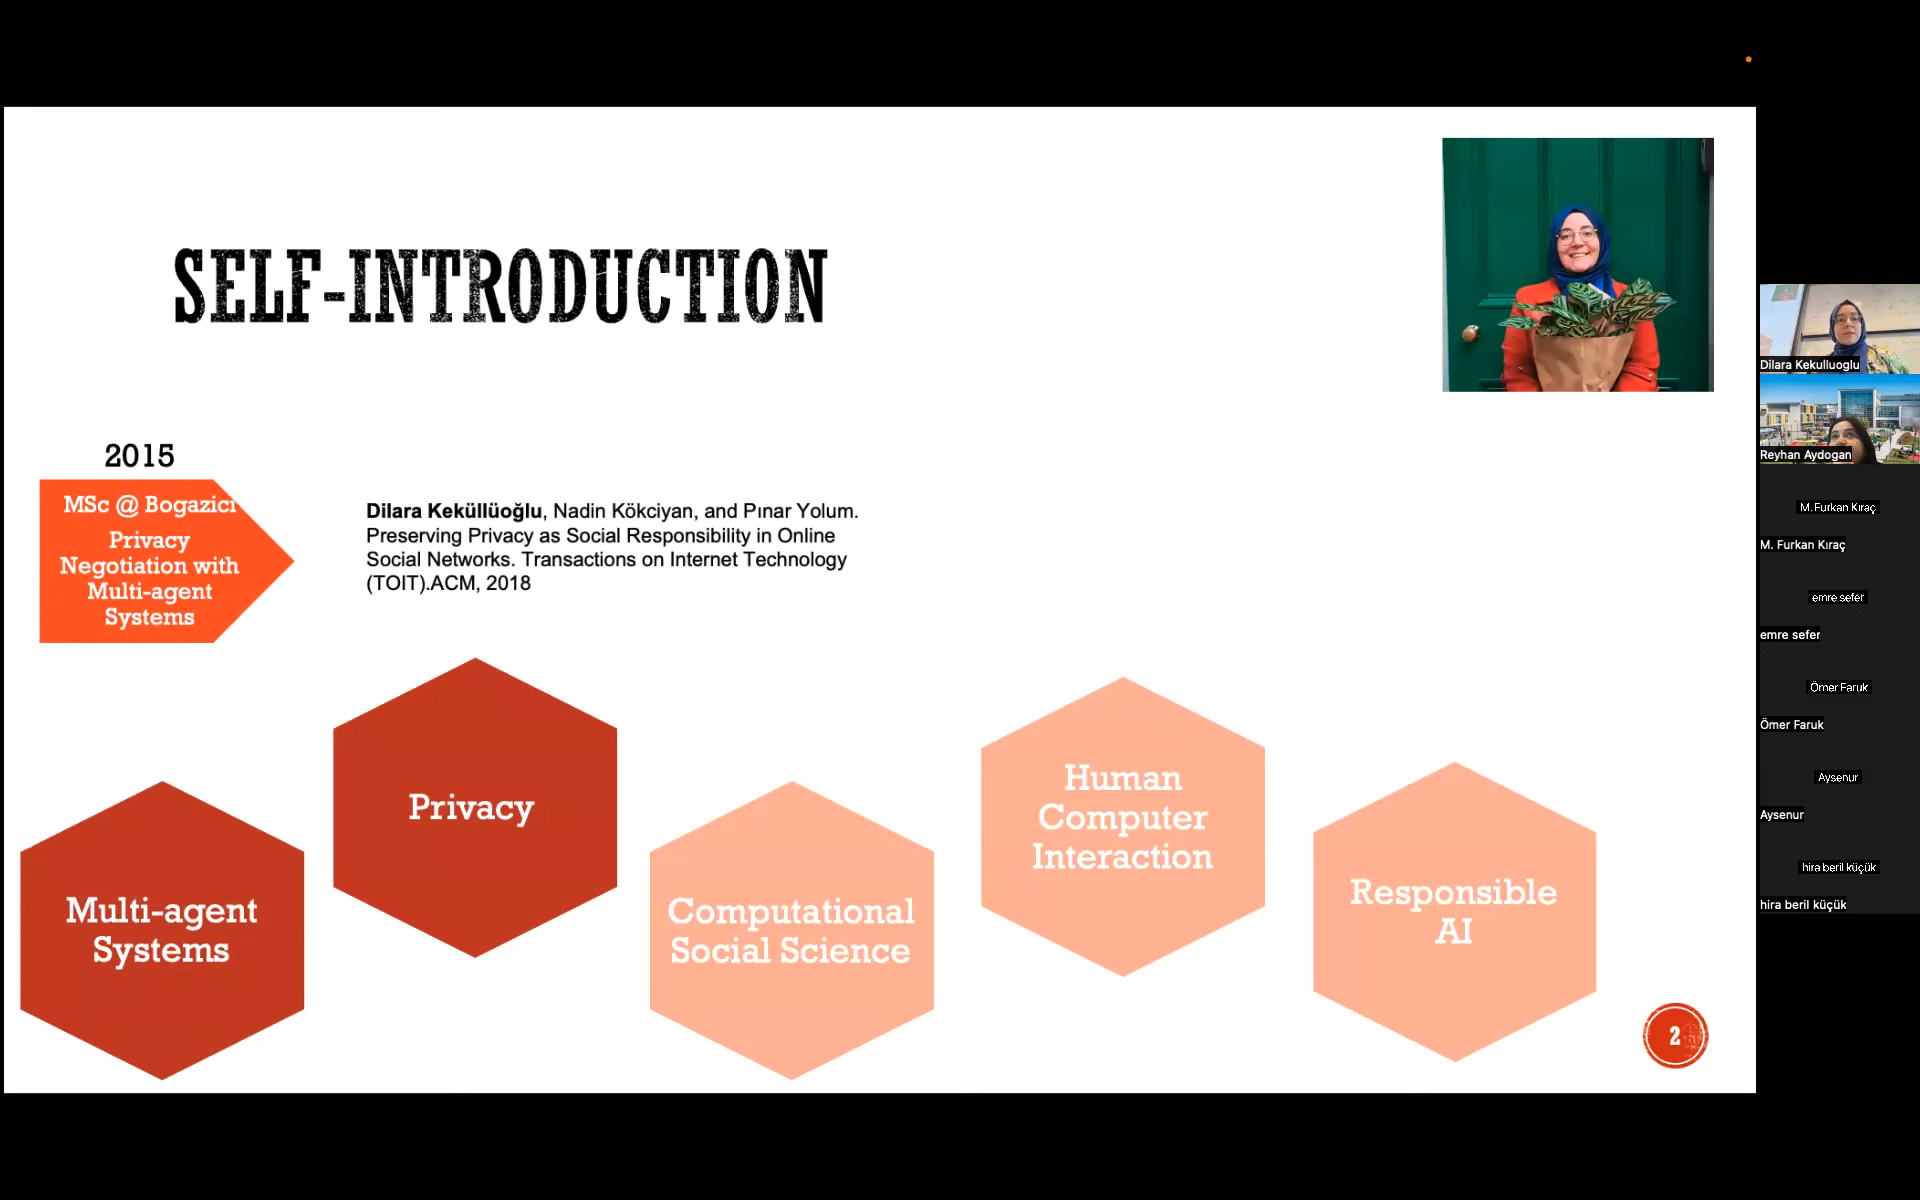 SELF-INTRODUCTION
2015
MSc @ Bogazici
Privacy
Negotiation with
Multi-agent
Systems
Dilara Keküllüoğlu, Nadin Kökciyan, and Pınar Yolum.
Preserving Privacy as Social Responsibility in Online
Social Networks. Transactions on Internet Technology
(TOIT).ACM, 2018
Multi-agent
Systems
Privacy
Computational
Social Science
Human
Computer
Interaction
Responsible
AI
2
Dilara Kekulluoglu
Reyhan Aydogan
M. Furkan Kıraç
M. Furkan Kıraç
emre sefer
emre sefer
Ömer Faruk
Ömer Faruk
Aysenur
Aysenur
hira beril küçük
hira beril küçük